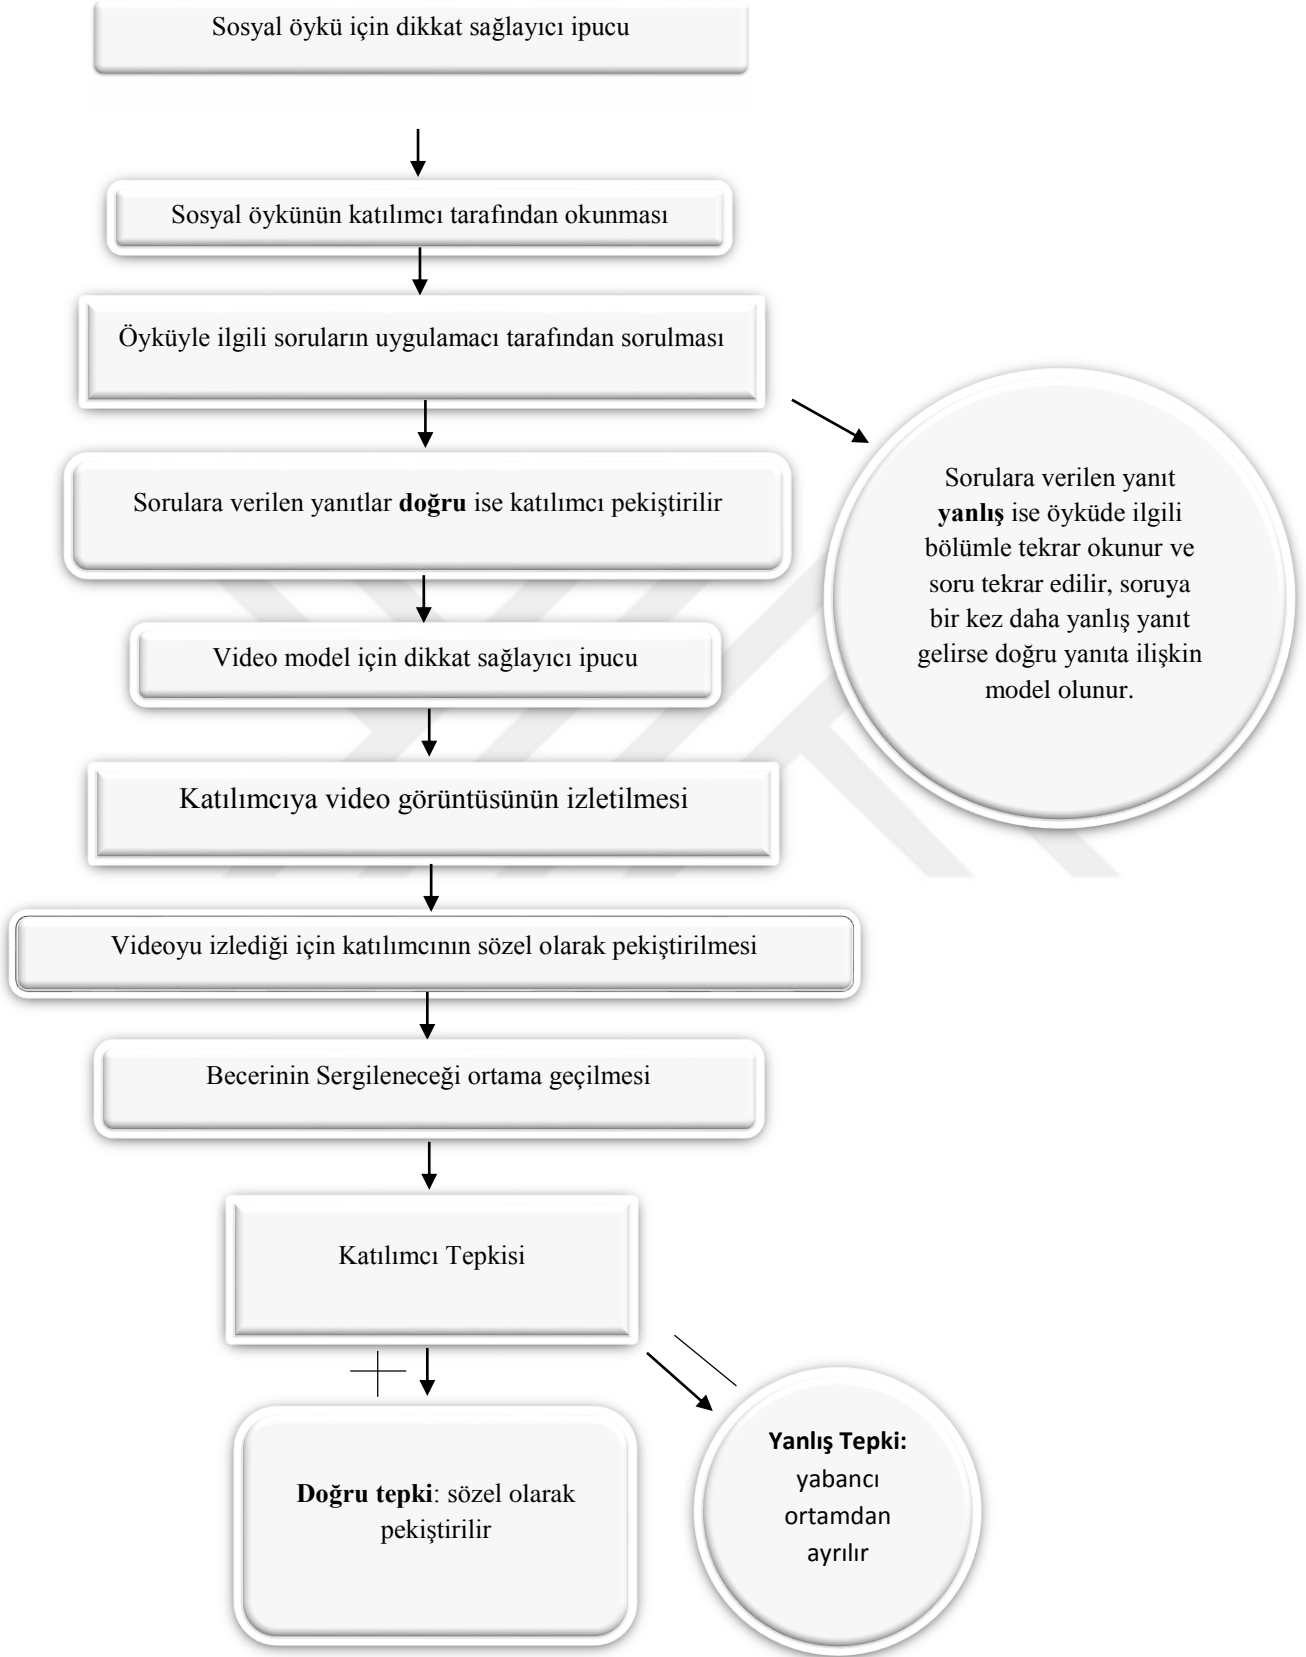 Sosyal öykü için dikkat sağlayıcı ipucu
Sosyal öykünün katılımcı tarafından okunması
Öyküyle ilgili soruların uygulamacı tarafından sorulması
Sorulara verilen yanıtlar doğru ise katılımcı pekiştirilir
Sorulara verilen yanıt
yanlış ise öyküde ilgili
bölümle tekrar okunur ve
soru tekrar edilir, soruya
bir kez daha yanlış yanıt
gelirse doğru yanıta ilişkin
model olunur.
Video model için dikkat sağlayıcı ipucu
Katılımcıya video görüntüsünün izletilmesi
Videoyu izlediği için katılımcının sözel olarak pekiştirilmesi
Becerinin Sergileneceği ortama geçilmesi
Katılımcı Tepkisi
Doğru tepki: sözel olarak
pekiştirilir
Yanlış Tepki:
yabancı
ortamdan
ayrılır